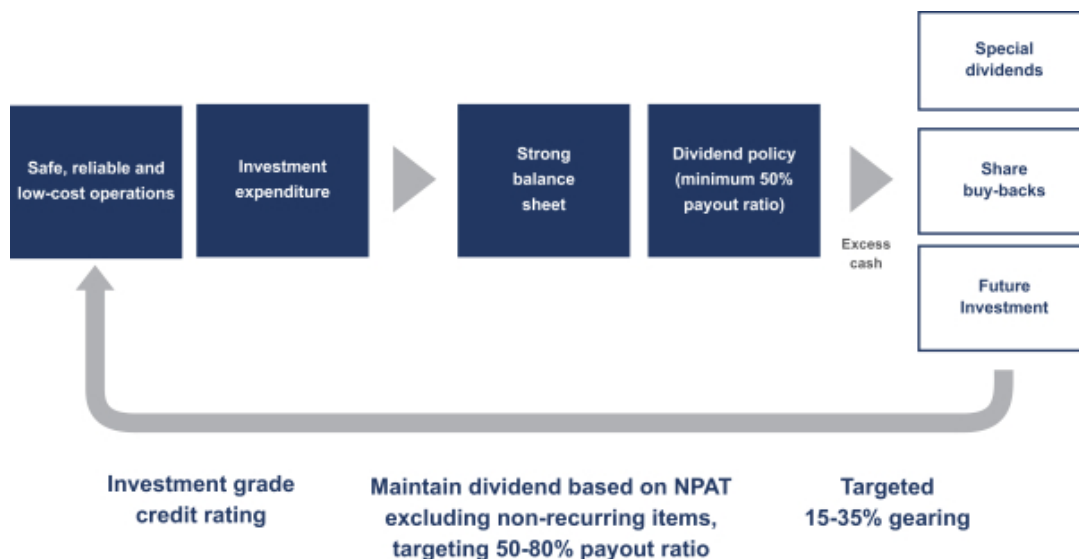 Safe, reliable and
low-cost operations
Investment
expenditure
Strong
balance
sheet
Dividend policy
(minimum 50%
payout ratio)
Excess
cash
Special
dividends
Share
buy-backs
Future
Investment
Investment grade
credit rating
Maintain dividend based on NPAT
excluding non-recurring items,
targeting 50-80% payout ratio
Targeted
15-35% gearing